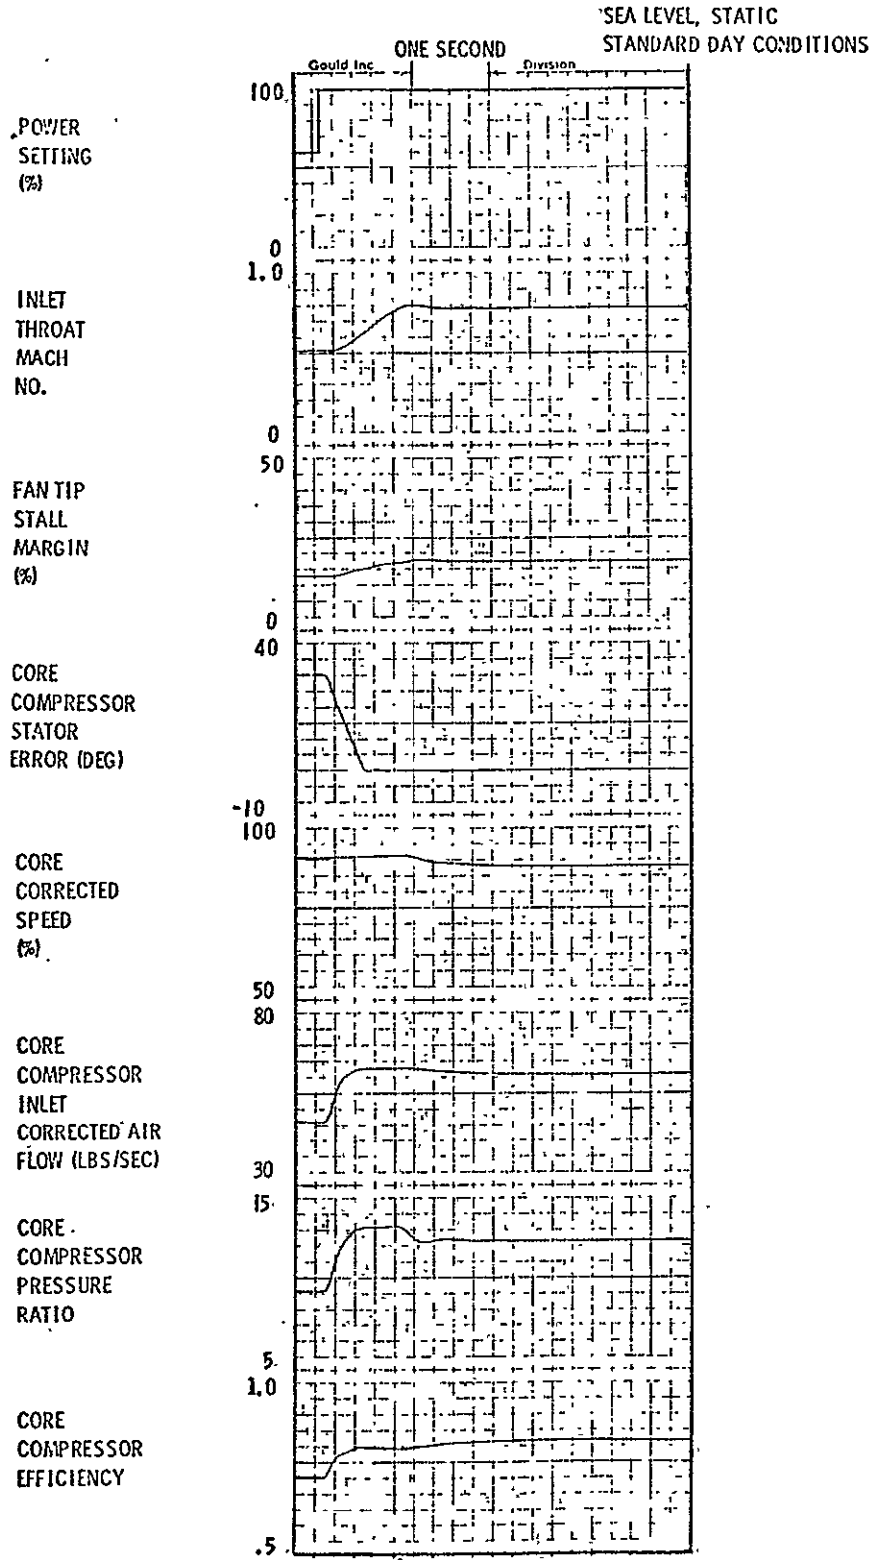 SEA LEVEL, STATIC
STANDARD DAY CONDITIONS
ONE SECOND
Gould Inc
Division
POWER
SETTING
(%)
100
0
INLET
THROAT
MACH
NO.
1.0
0
FAN TIP
STALL
MARGIN
(%)
50
0
CORE
COMPRESSOR
STATOR
ERROR (DEG)
40
-10
CORE
CORRECTED
SPEED
(%)
100
50
CORE
COMPRESSOR
INLET
CORRECTED AIR
FLOW (LBS/SEC)
80
30
CORE
COMPRESSOR
PRESSURE
RATIO
15
5
CORE
COMPRESSOR
EFFICIENCY
1.0
.5